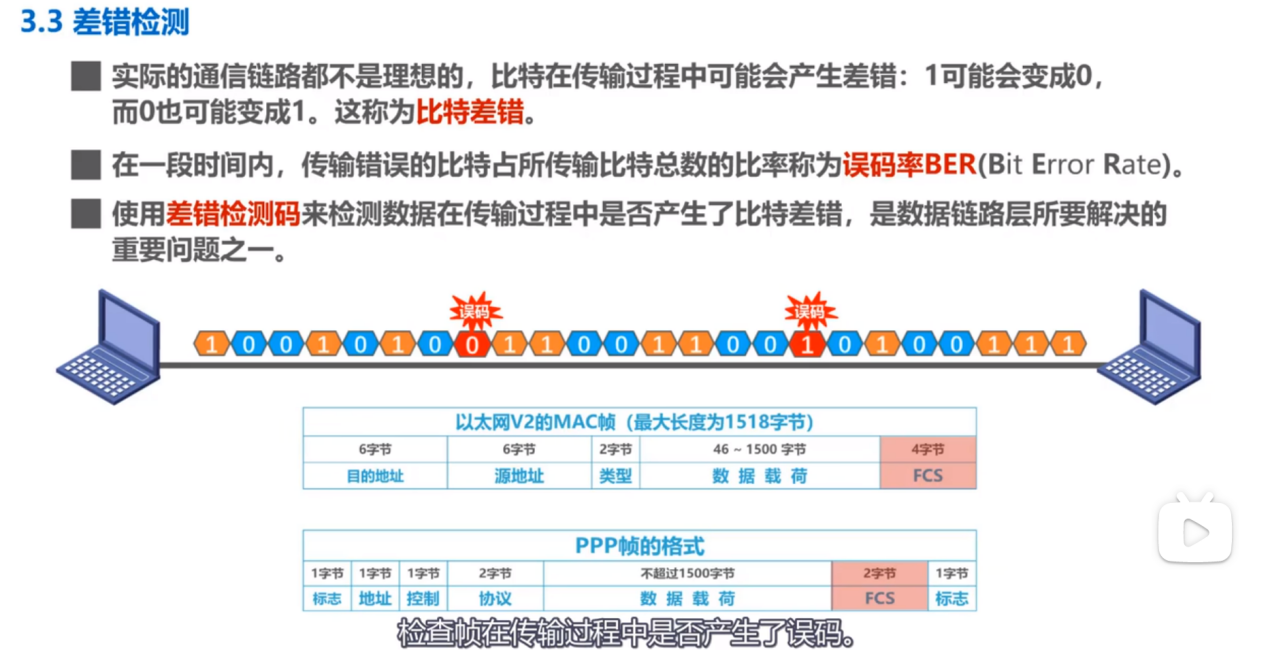 3.3 差错检测
实际的通信链路都不是理想的，比特在传输过程中可能会产生差错：1可能会变成0，
而0也可能变成1。这称为比特差错。
在一段时间内，传输错误的比特占所传输比特总数的比率称为误码率BER(Bit Error Rate)。
使用差错检测码来检测数据在传输过程中是否产生了比特差错，是数据链路层所要解决的
重要问题之一。
误码 误码
1 0 0 1 0 1 0 0 1 1 0 0 1 1 0 0 1 0 1 0 0 1 1 1
以太网V2的MAC帧（最大长度为1518字节）
6字节 6字节 2字节 46 ~ 1500 字节 4字节
目的地址 源地址 类型 数 据 载 荷 FCS
PPP帧的格式
1字节 1字节 1字节 2字节 不超过1500字节 2字节 1字节
标志 地址 控制 协议 数 据 载 荷 FCS 标志
检查帧在传输过程中是否产生了误码。